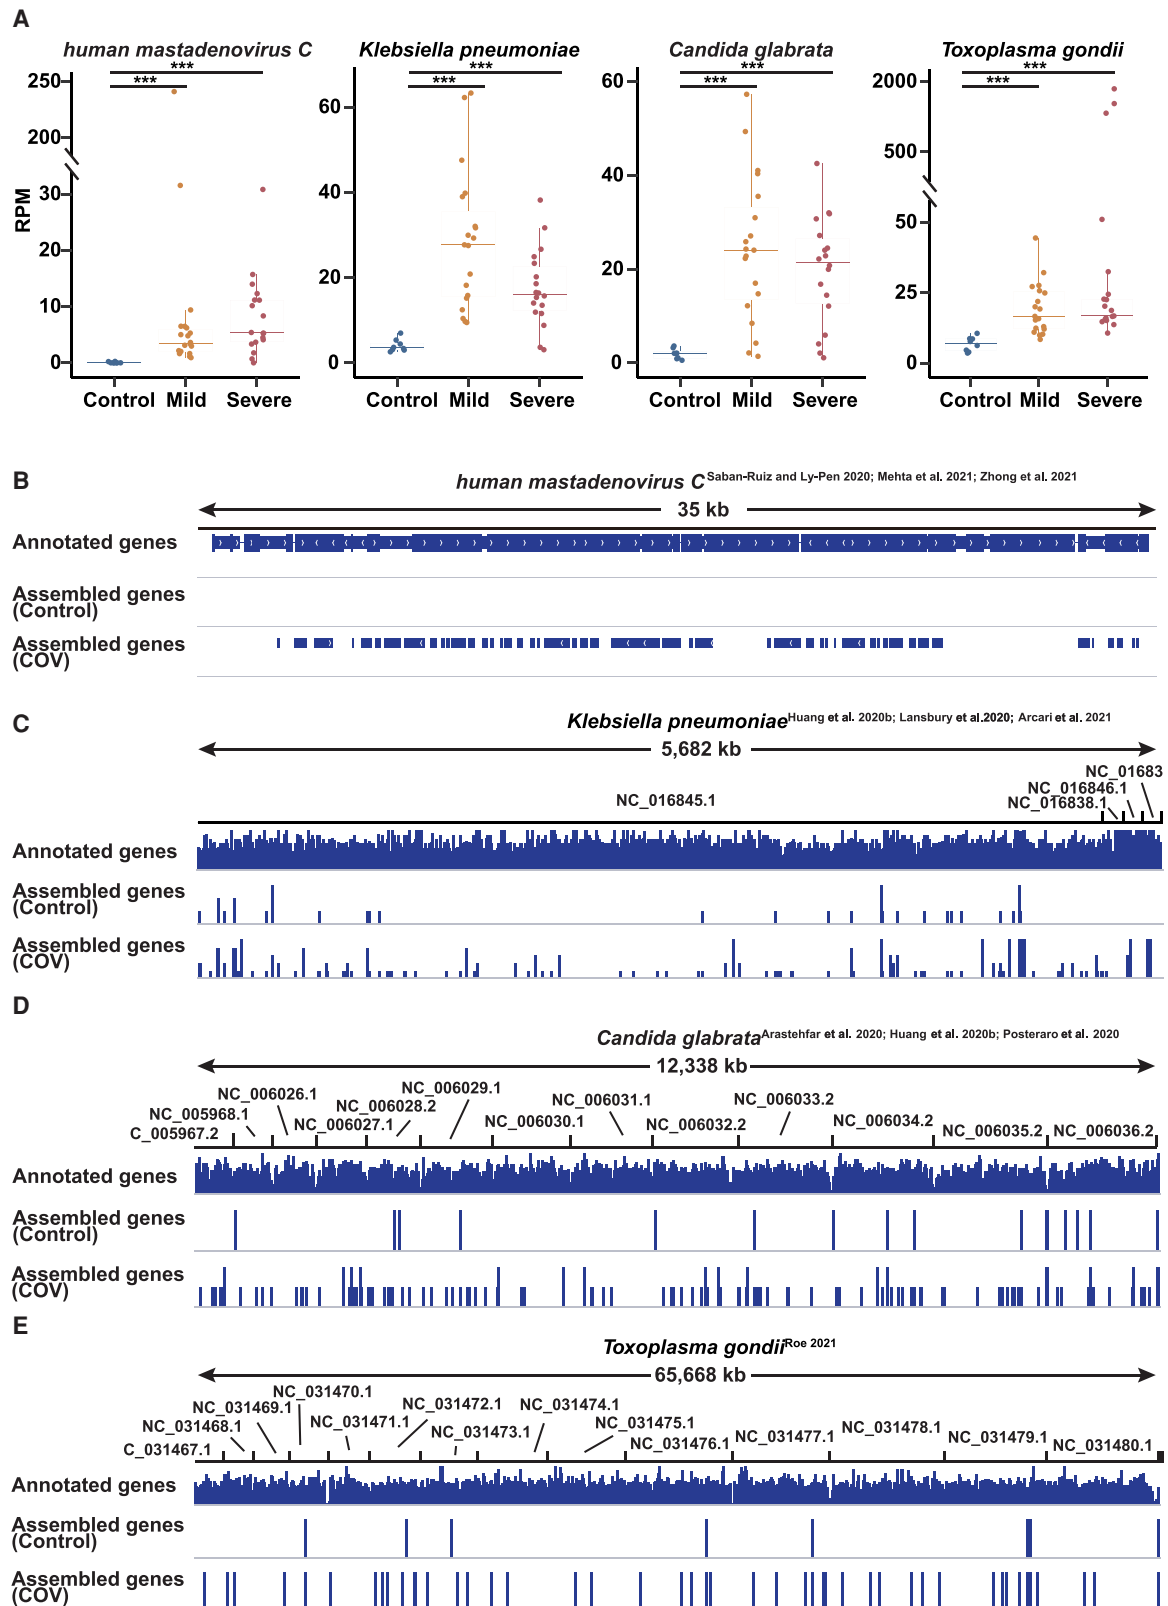 A
human mastadenovirus C
Klebsiella pneumoniae
Candida glabrata
Toxoplasma gondii
*** *** *** ***
*** *** *** ***
RPM
250
200
30
20
10
0
Control Mild Severe
60
40
20
0
Control Mild Severe
60
40
20
0
Control Mild Severe
2000
500
50
25
0
Control Mild Severe
B
human mastadenovirus C Saban-Ruiz and Ly-Pen 2020; Mehta et al. 2021; Zhong et al. 2021
35 kb
Annotated genes
Assembled genes
(Control)
Assembled genes
(COV)
C
Klebsiella pneumoniae Huang et al. 2020b; Lansbury et al.2020; Arcari et al. 2021
5,682 kb
NC_01683
NC_016846.1
NC_016845.1
NC_016838.1
Annotated genes
Assembled genes
(Control)
Assembled genes
(COV)
D
Candida glabrata Arastehfar et al. 2020; Huang et al. 2020b; Posteraro et al. 2020
12,338 kb
C_005967.2
NC_005968.1
NC_006026.1
NC_006027.1
NC_006028.2
NC_006029.1
NC_006030.1
NC_006031.1
NC_006032.2
NC_006033.2
NC_006034.2
NC_006035.2
NC_006036.2
Annotated genes
Assembled genes
(Control)
Assembled genes
(COV)
E
Toxoplasma gondii Roe 2021
65,668 kb
C_031467.1
NC_031468.1
NC_031469.1
NC_031470.1
NC_031471.1
NC_031472.1
NC_031473.1
NC_031474.1
NC_031475.1
NC_031476.1
NC_031477.1
NC_031478.1
NC_031479.1
NC_031480.1
Annotated genes
Assembled genes
(Control)
Assembled genes
(COV)